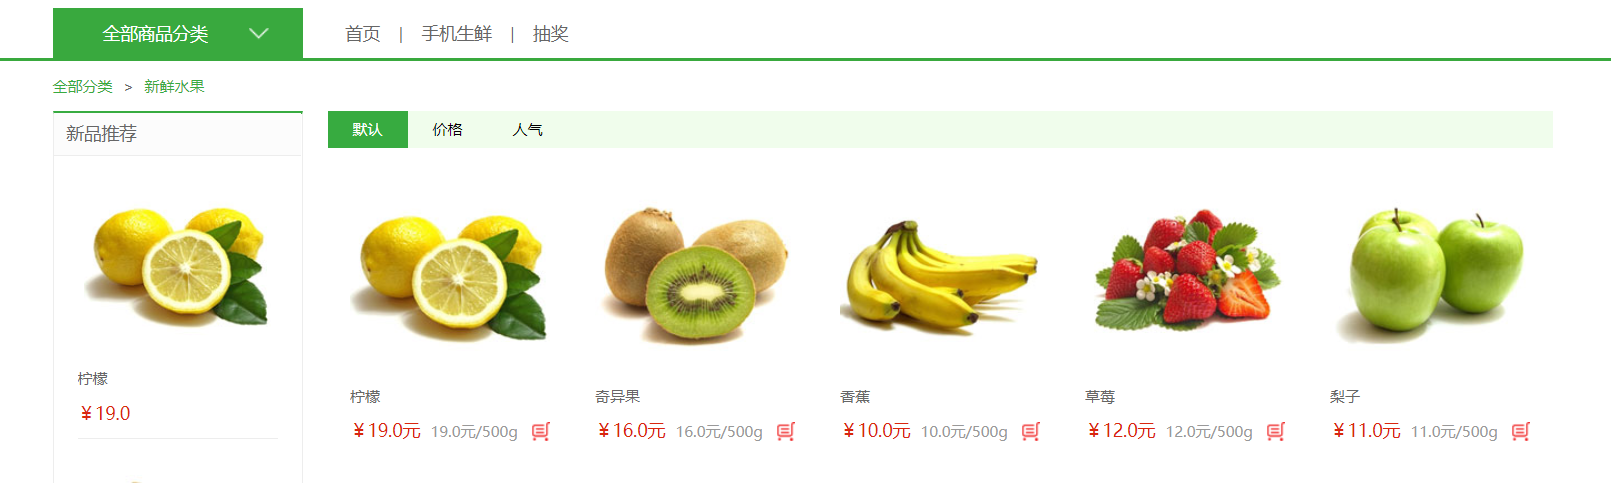 全部商品分类
首页 | 手机生鲜 | 抽奖
全部分类 > 新鲜水果
新品推荐
柠檬
￥19.0
默认 价格 人气
柠檬
￥19.0元 19.0元/500g
奇异果
￥16.0元 16.0元/500g
香蕉
￥10.0元 10.0元/500g
草莓
￥12.0元 12.0元/500g
梨子
￥11.0元 11.0元/500g